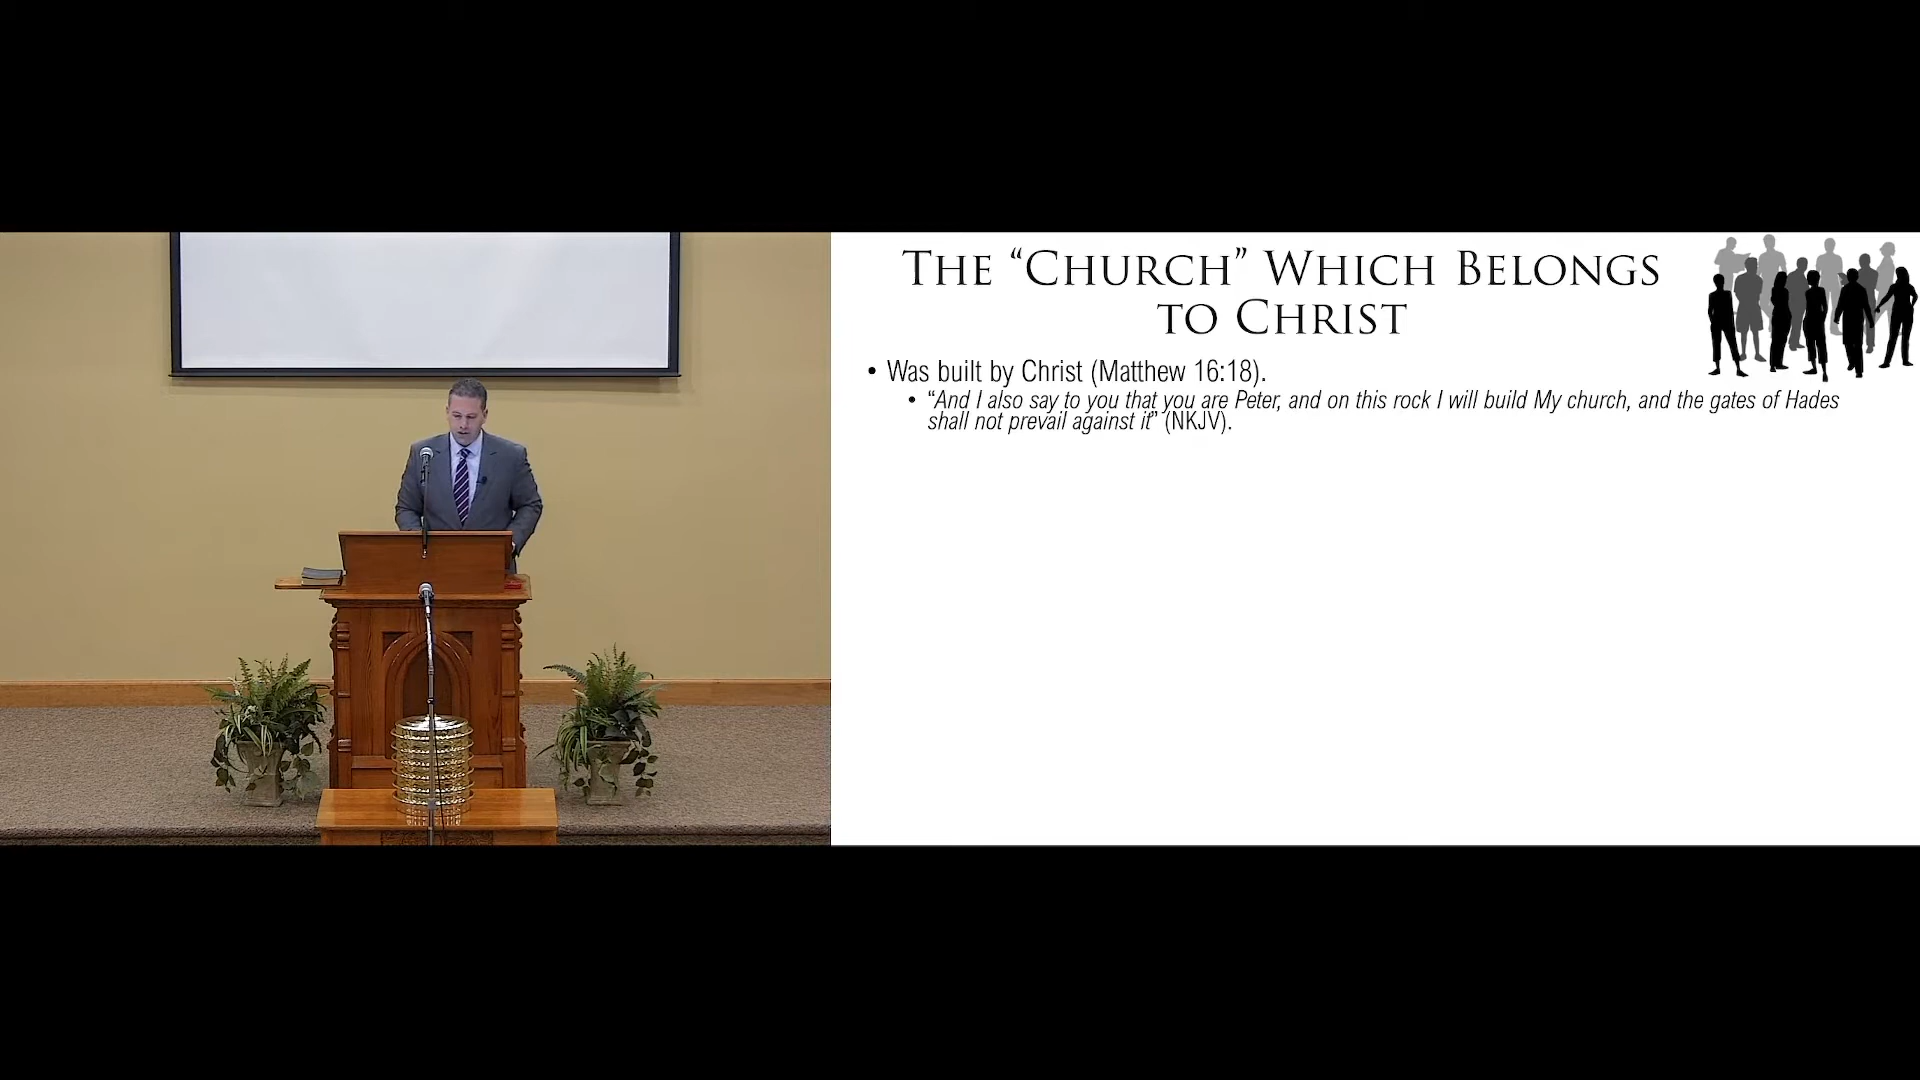 THE “CHURCH” WHICH BELONGS
TO CHRIST
• Was built by Christ (Matthew 16:18).
• “And I also say to you that you are Peter, and on this rock I will build My church, and the gates of Hades
shall not prevail against it” (NKJV).